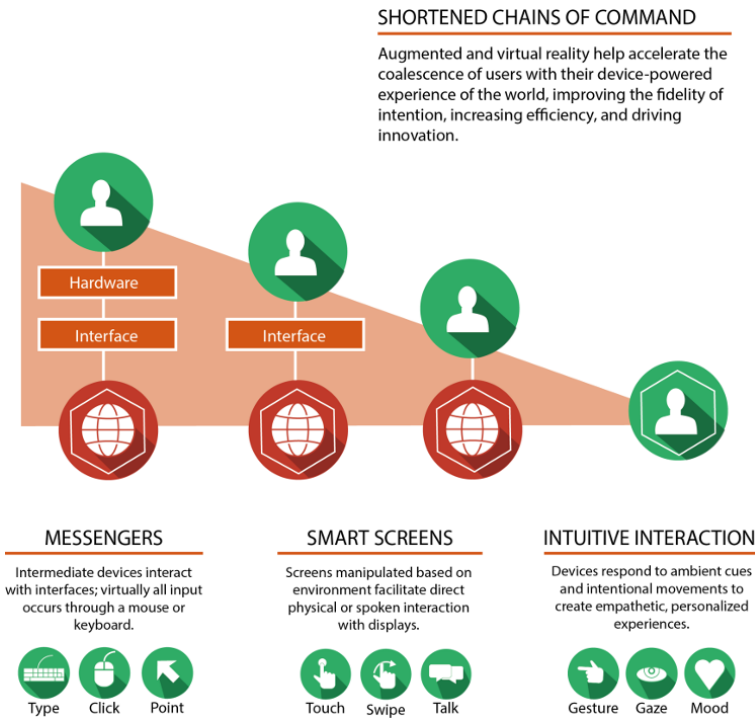 SHORTENED CHAINS OF COMMAND
Augmented and virtual reality help accelerate the
coalescence of users with their device-powered
experience of the world, improving the fidelity of
intention, increasing efficiency, and driving
innovation.
Hardware
Interface
Interface
MESSENGERS
Intermediate devices interact
with interfaces; virtually all input
occurs through a mouse or
keyboard.
Type Click Point
SMART SCREENS
Screens manipulated based on
environment facilitate direct
physical or spoken interaction
with displays.
Touch Swipe Talk
INTUITIVE INTERACTION
Devices respond to ambient cues
and intentional movements to
create empathetic, personalized
experiences.
Gesture Gaze Mood